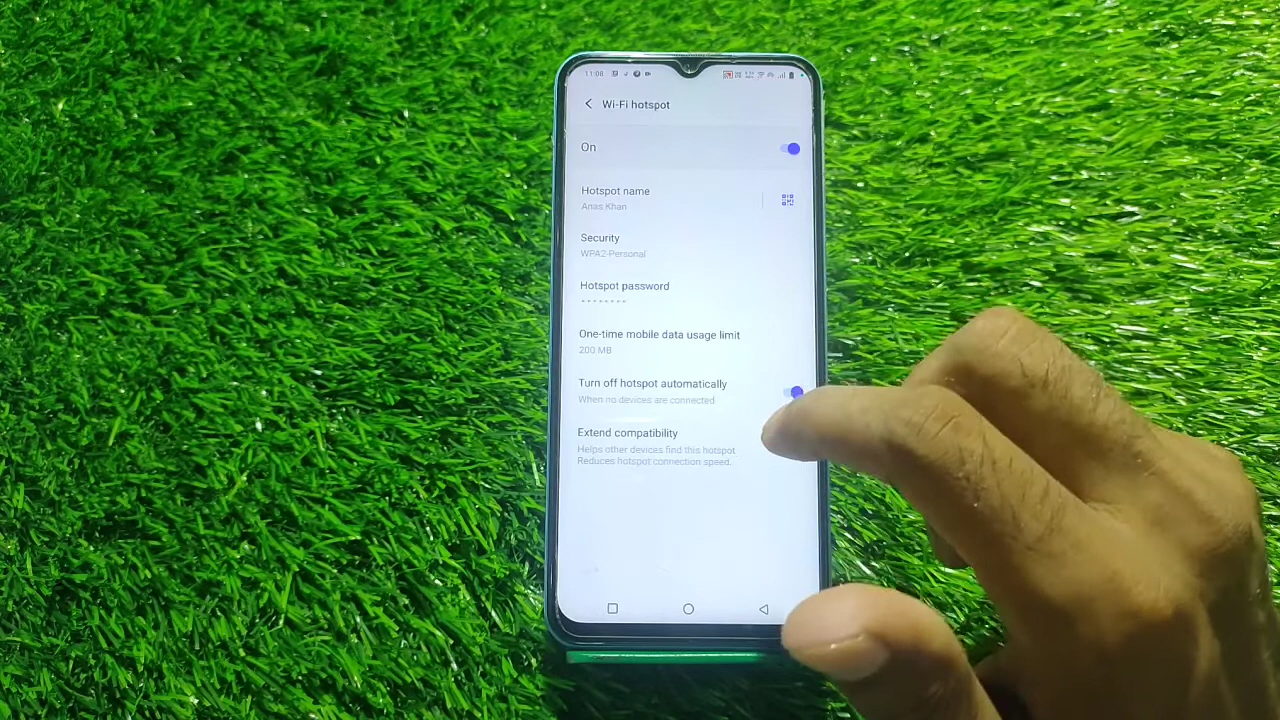 11:08
Wi-Fi hotspot
On
Hotspot name
Anas Khan
Security
WPA2-Personal
Hotspot password
••••••••
One-time mobile data usage limit
200 MB
Turn off hotspot automatically
When no devices are connected
Extend compatibility
Helps other devices find this hotspot.
Reduces hotspot connection speed.